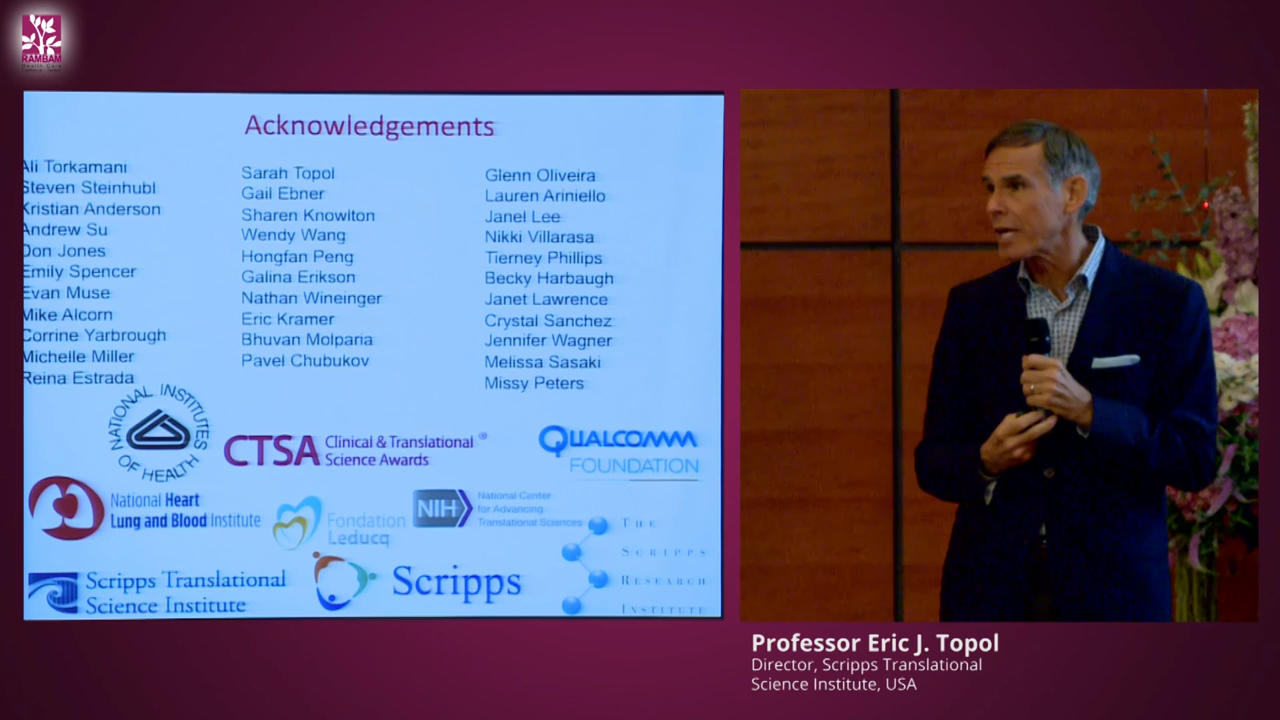 RAMBAM
Health Care
Acknowledgements
Ali Torkamani
Steven Steinhubl
Kristian Anderson
Andrew Su
Don Jones
Emily Spencer
Evan Muse
Mike Alcorn
Corrine Yarbrough
Michelle Miller
Reina Estrada
Sarah Topol
Gail Ebner
Sharen Knowlton
Wendy Wang
Hongfan Peng
Galina Erikson
Nathan Wineinger
Eric Kramer
Bhuvan Molparia
Pavel Chubukov
Glenn Oliveira
Lauren Ariniello
Janel Lee
Nikki Villarasa
Tierney Phillips
Becky Harbaugh
Janet Lawrence
Crystal Sanchez
Jennifer Wagner
Melissa Sasaki
Missy Peters
NATIONAL INSTITUTES
OF HEALTH
CTSA
Clinical & Translational ®
Science Awards
QUALCOMM
FOUNDATION
National Heart
Lung and Blood Institute
Fondation
Leducq
NIH
National Center
for Advancing
Translational Sciences
THE
SCRIPPS
RESEARCH
INSTITUTE
Scripps Translational
Science Institute
Scripps
Professor Eric J. Topol
Director, Scripps Translational
Science Institute, USA